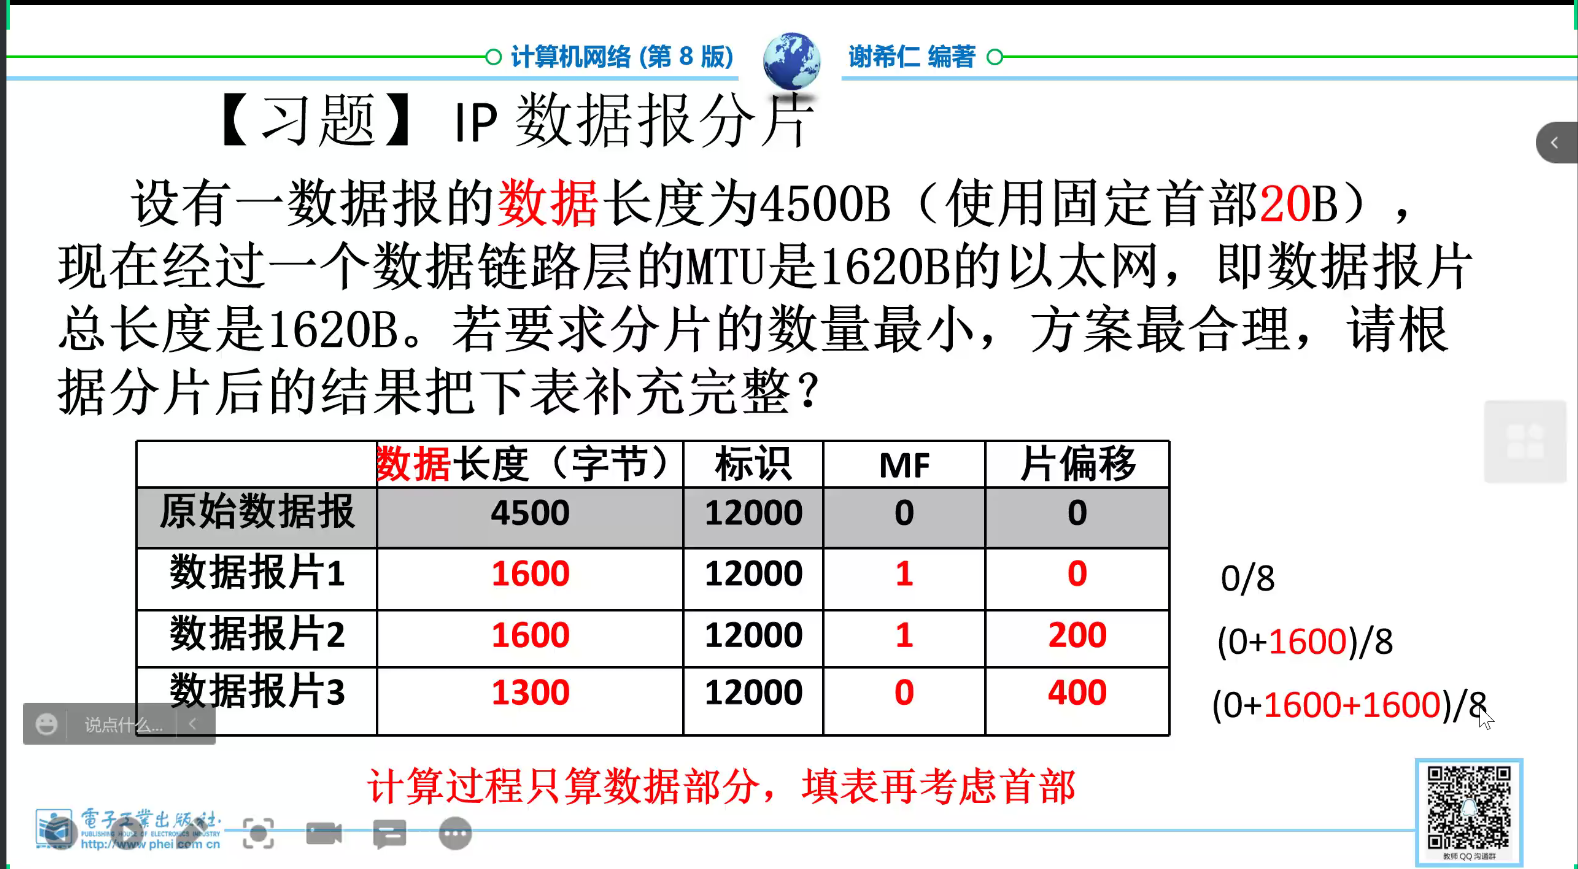 计算机网络 (第 8 版)
谢希仁 编著
【习题】 IP 数据报分片
设有一数据报的数据长度为4500B（使用固定首部20B），
现在经过一个数据链路层的MTU是1620B的以太网，即数据报片
总长度是1620B。若要求分片的数量最小，方案最合理，请根
据分片后的结果把下表补充完整？
数据长度（字节） 标识 MF 片偏移
原始数据报 4500 12000 0 0
数据报片1 1600 12000 1 0 0/8
数据报片2 1600 12000 1 200 (0+1600)/8
数据报片3 1300 12000 0 400 (0+1600+1600)/8
说点什么...
计算过程只算数据部分，填表再考虑首部
電子工業出版社·
PUBLISHING HOUSE OF ELECTRONICS INDUSTRY
http://www.phei.com.cn
教师 QQ 沟通群